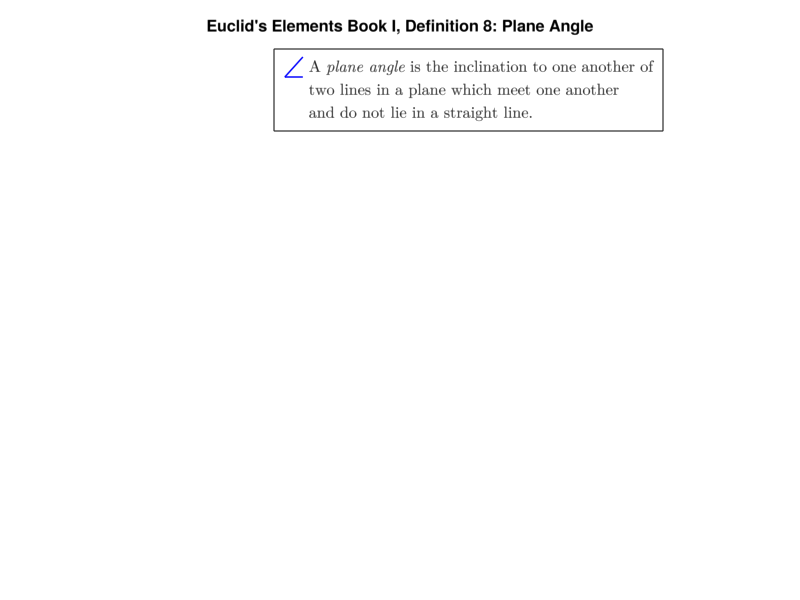 Euclid's Elements Book I, Definition 8: Plane Angle
A plane angle is the inclination to one another of
two lines in a plane which meet one another
and do not lie in a straight line.